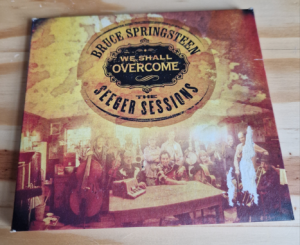 BRUCE SPRINGSTEEN
WE SHALL
OVERCOME
THE
SEEGER SESSIONS